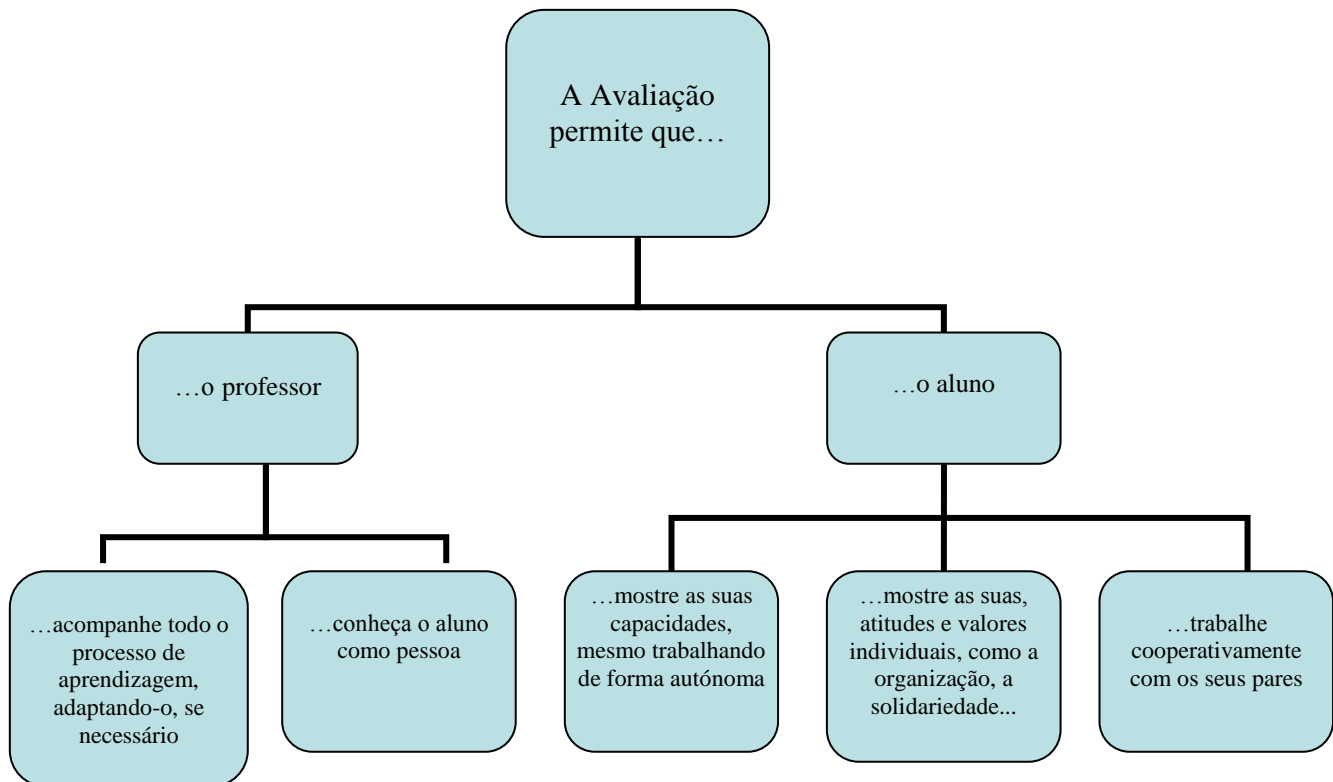 A Avaliação
permite que…
…o professor
…o aluno
…acompanhe todo o
processo de
aprendizagem,
adaptando-o, se
necessário
…conheça o aluno
como pessoa
…mostre as suas
capacidades,
mesmo trabalhando
de forma autónoma
…mostre as suas,
atitudes e valores
individuais, como a
organização, a
solidariedade...
…trabalhe
cooperativamente
com os seus pares